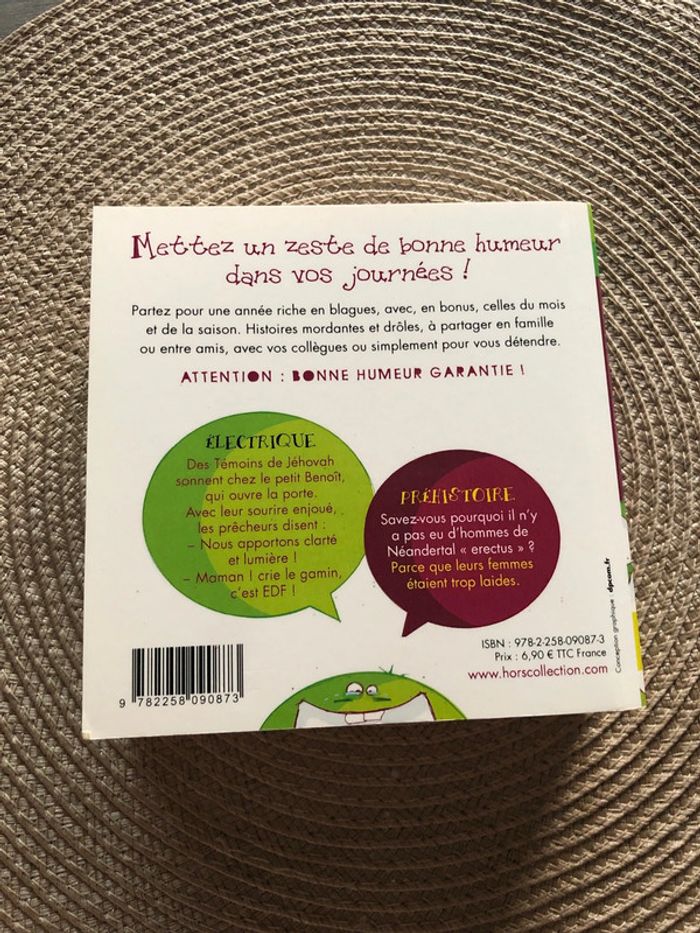 Mettez un zeste de bonne humeur
dans vos journées !
Partez pour une année riche en blagues, avec, en bonus, celles du mois
et de la saison. Histoires mordantes et drôles, à partager en famille
ou entre amis, avec vos collègues ou simplement pour vous détendre.
ATTENTION : BONNE HUMEUR GARANTIE !
ÉLECTRIQUE
Des Témoins de Jéhovah
sonnent chez le petit Benoît,
qui ouvre la porte.
Avec leur sourire enjoué,
les prêcheurs disent :
– Nous apportons clarté
et lumière !
– Maman ! crie le gamin,
c'est EDF !
PRÉHISTOIRE
Savez-vous pourquoi il n'y
a pas eu d'hommes de
Néandertal « erectus » ?
Parce que leurs femmes
étaient trop laides.
ISBN : 978-2-258-09087-3
Prix : 6,90 € TTC France
www.horscollection.com
Conception graphique : dpcom.fr
9 782258 090873